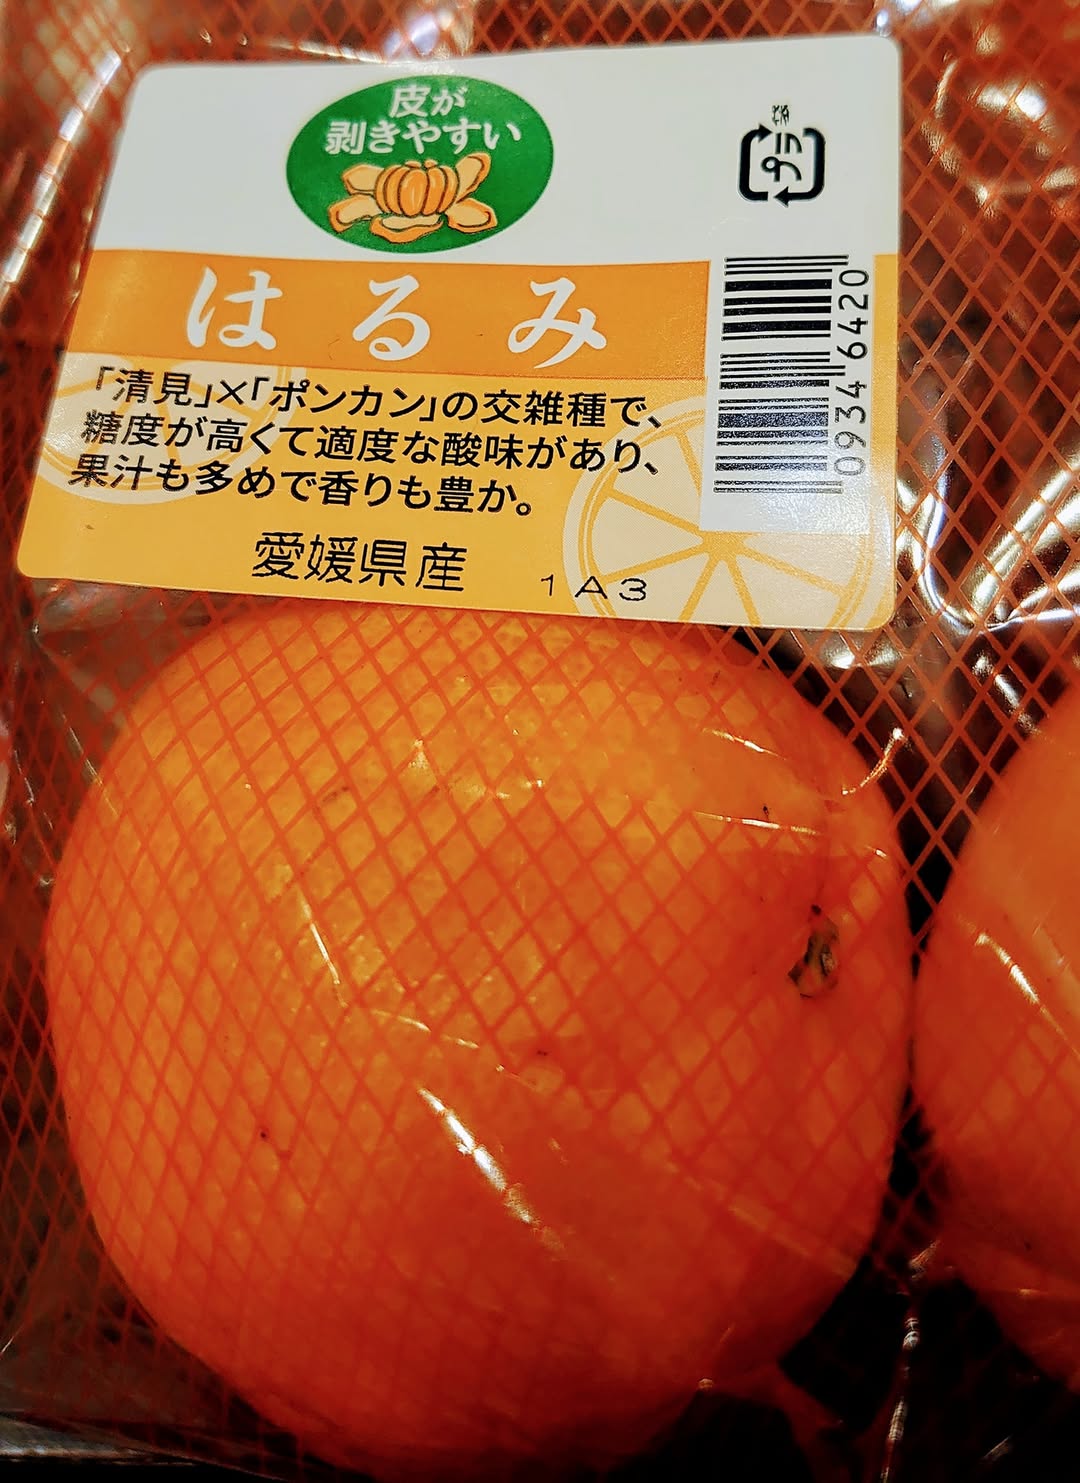 皮が
剥きやすい
袋
プラ
はるみ
「清見」×「ポンカン」の交雑種で、
糖度が高くて適度な酸味があり、
果汁も多めで香りも豊か。
愛媛県産
1A3
09346420